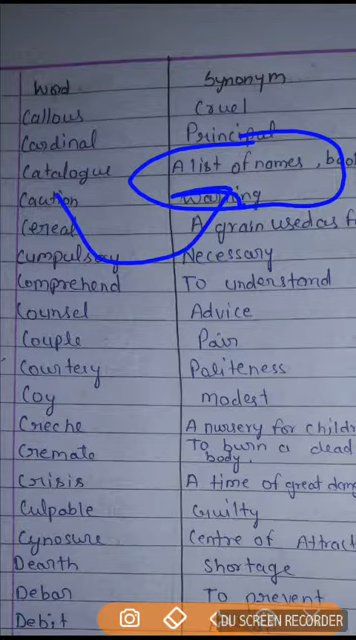 Word Synonym
Callous Cruel
Cardinal Principal
Catalogue A list of names, boo
Caution Warning
Cereal A grain used as f
Cumpulsory Necessary
Comprehend To understand
Counsel Advice
Couple Pair
Courtery Politeness
Coy modest
Creche A nursery for childr
Cremate To burn a dead
body.
Crisis A time of great dan
Culpable Guilty
Cynosure Centre of Attract
Dearth Shortage
Debar To prevent
Debit
DU SCREEN RECORDER